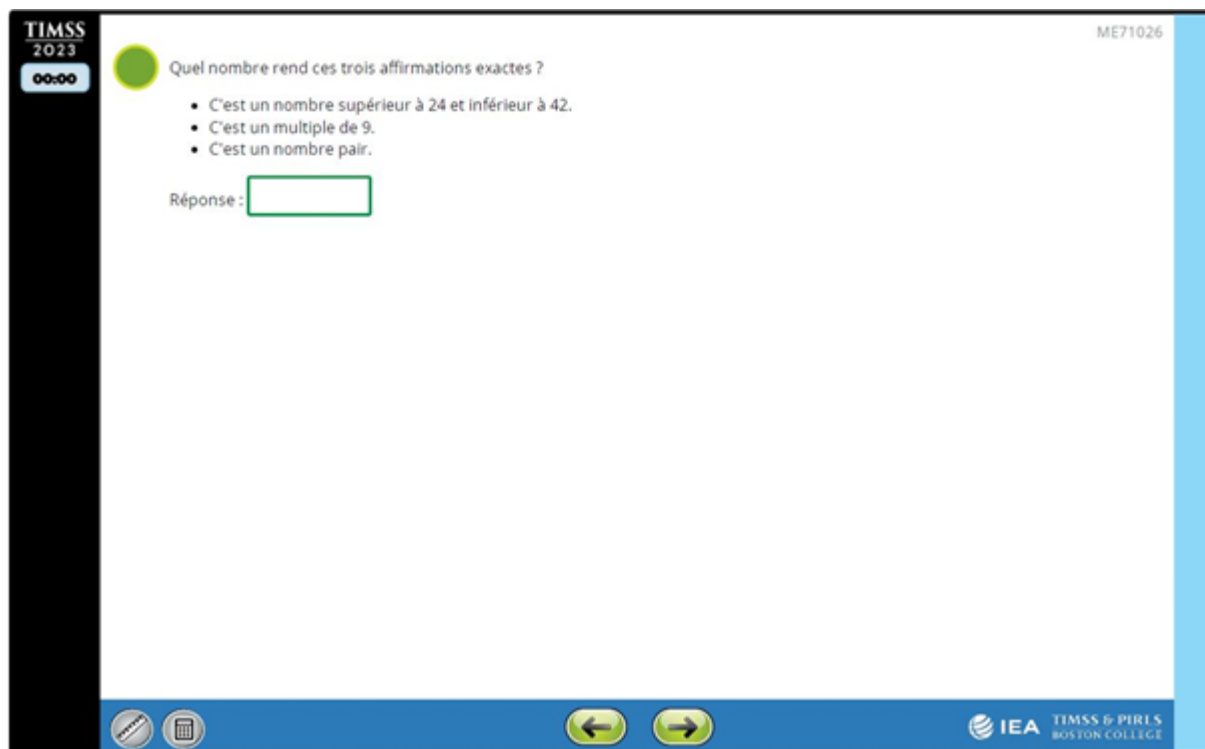 TIMSS
2023
00:00
ME71026
Quel nombre rend ces trois affirmations exactes ?
• C'est un nombre supérieur à 24 et inférieur à 42.
• C'est un multiple de 9.
• C'est un nombre pair.
Réponse :
IEA
TIMSS & PIRLS
BOSTON COLLEGE